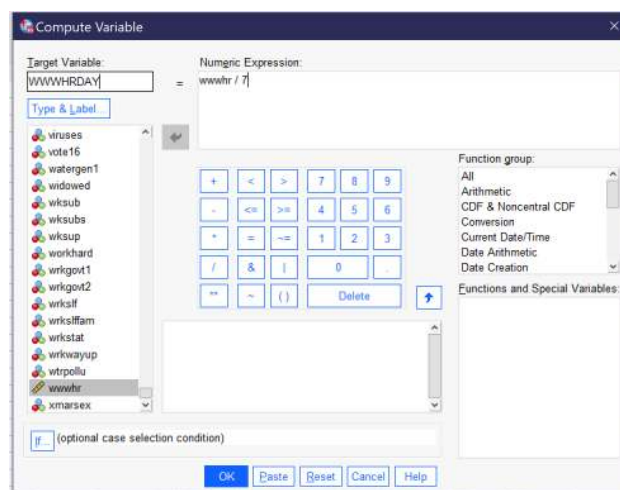 Compute Variable
Target Variable:
WWWHRDAY
=
Numeric Expression:
wwwhr / 7
Type & Label...
viruses
vote16
watergen1
widowed
wksub
wksubs
wksup
workhard
wrkgovt1
wrkgovt2
wrkslf
wrkslffam
wrkstat
wrkwayup
wtrpollu
wwwhr
xmarsex
+ < > 7 8 9
- <= >= 4 5 6
* = ~= 1 2 3
/ & | 0 .
** ~ ( ) Delete
Function group:
All
Arithmetic
CDF & Noncentral CDF
Conversion
Current Date/Time
Date Arithmetic
Date Creation
Functions and Special Variables:
If... (optional case selection condition)
OK Paste Reset Cancel Help